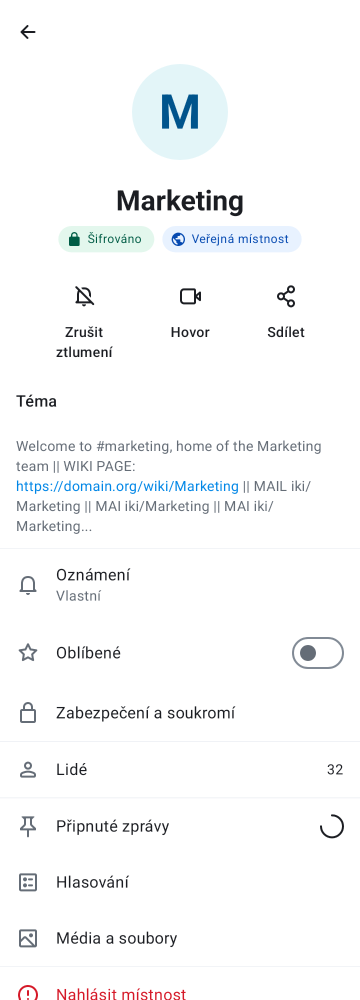 M
Marketing
Šifrováno
Veřejná místnost
Zrušit
ztlumení
Hovor
Sdílet
Téma
Welcome to #marketing, home of the Marketing
team || WIKI PAGE:
https://domain.org/wiki/Marketing || MAIL iki/
Marketing || MAI iki/Marketing || MAI iki/
Marketing...
Oznámení
Vlastní
Oblíbené
Zabezpečení a soukromí
Lidé 32
Připnuté zprávy
Hlasování
Média a soubory
Nahlásit místnost